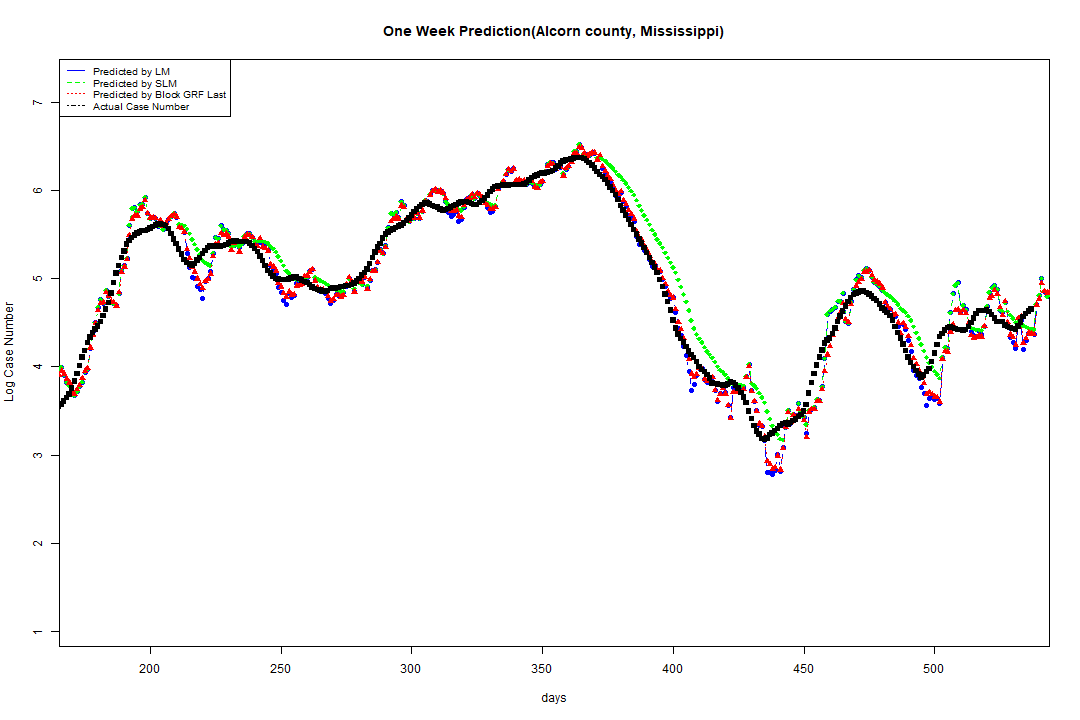 One Week Prediction(Alcorn county, Mississippi)
Predicted by LM
Predicted by SLM
Predicted by Block GRF Last
Actual Case Number
Log Case Number
7
6
5
4
3
2
1
200 250 300 350 400 450 500
days